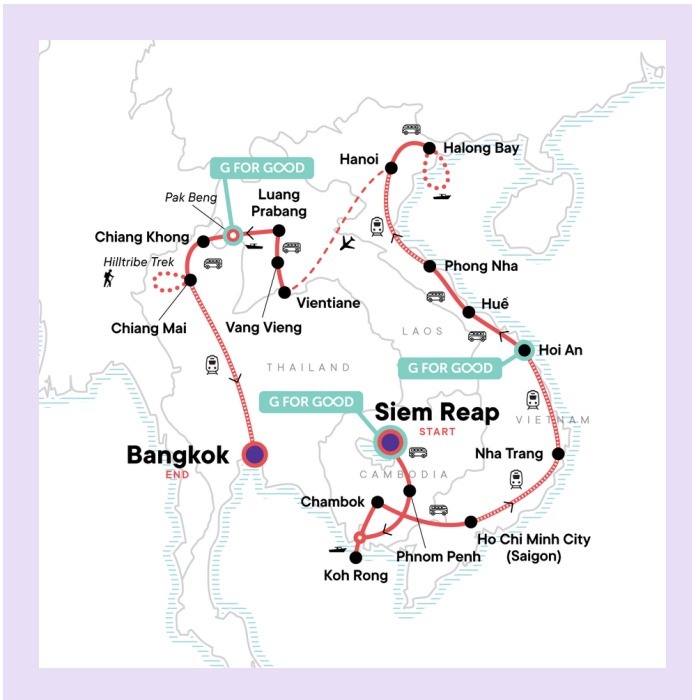 Halong Bay
Hanoi
G FOR GOOD
Pak Beng
Luang
Prabang
Chiang Khong
Hilltribe Trek
Phong Nha
Vientiane
Huế
Chiang Mai
Vang Vieng
LAOS
Hoi An
THAILAND
G FOR GOOD
G FOR GOOD
Siem Reap
START
VIETNAM
Bangkok
END
Nha Trang
CAMBODIA
Chambok
Ho Chi Minh City
(Saigon)
Phnom Penh
Koh Rong